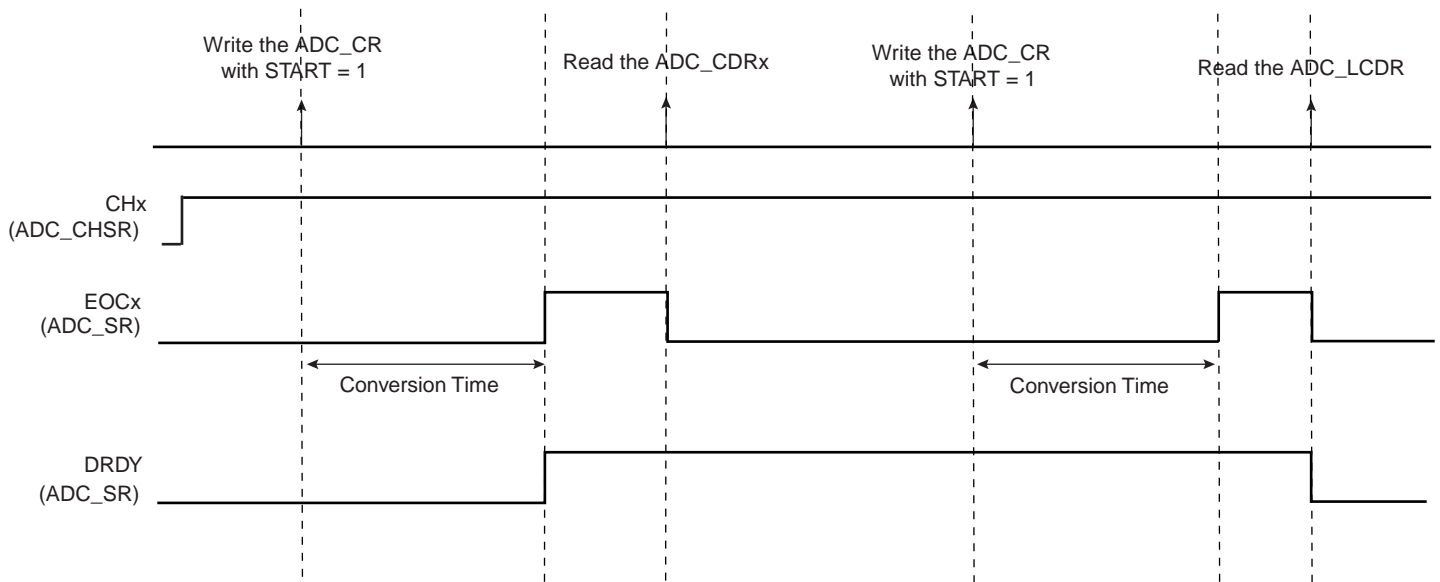 Write the ADC_CR
with START = 1
Read the ADC_CDRx
Write the ADC_CR
with START = 1
Read the ADC_LCDR
CHx
(ADC_CHSR)
EOCx
(ADC_SR)
Conversion Time
Conversion Time
DRDY
(ADC_SR)